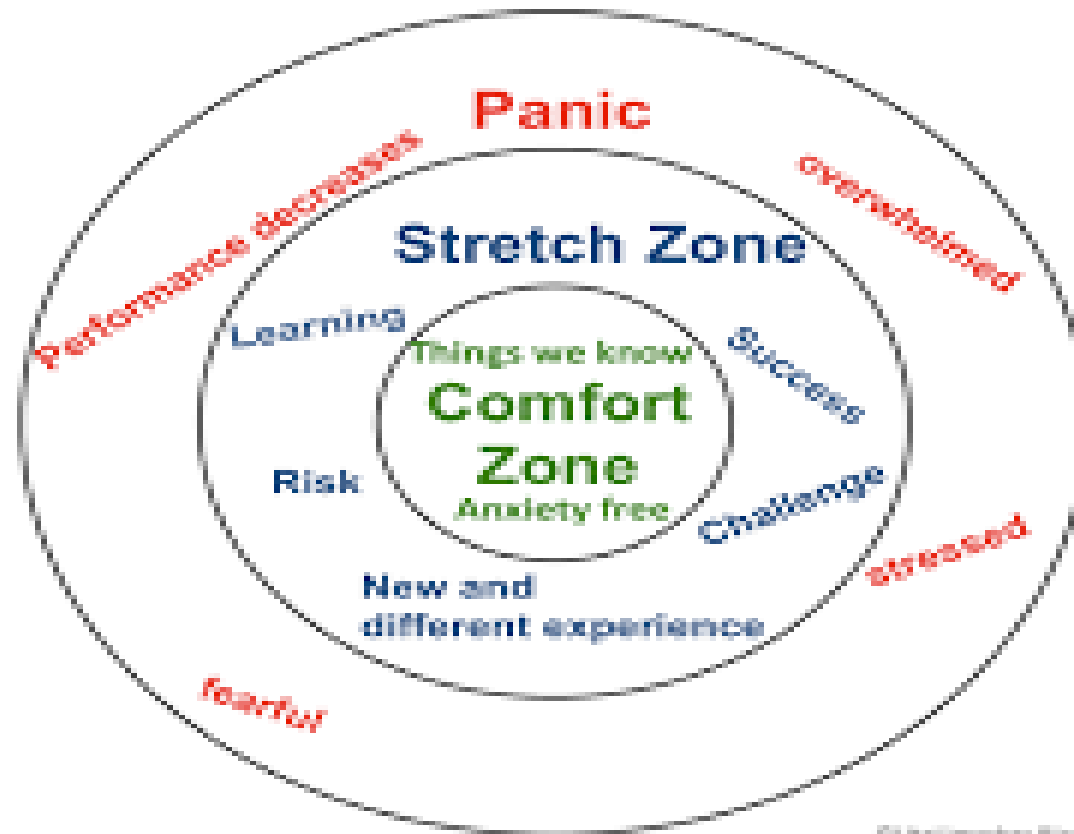 Panic
Performance decreases
overwhelmed
Stretch Zone
Learning
Things we know
Success
Comfort
Zone
Risk
Anxiety free
Challenge
stressed
New and
different experience
fearful